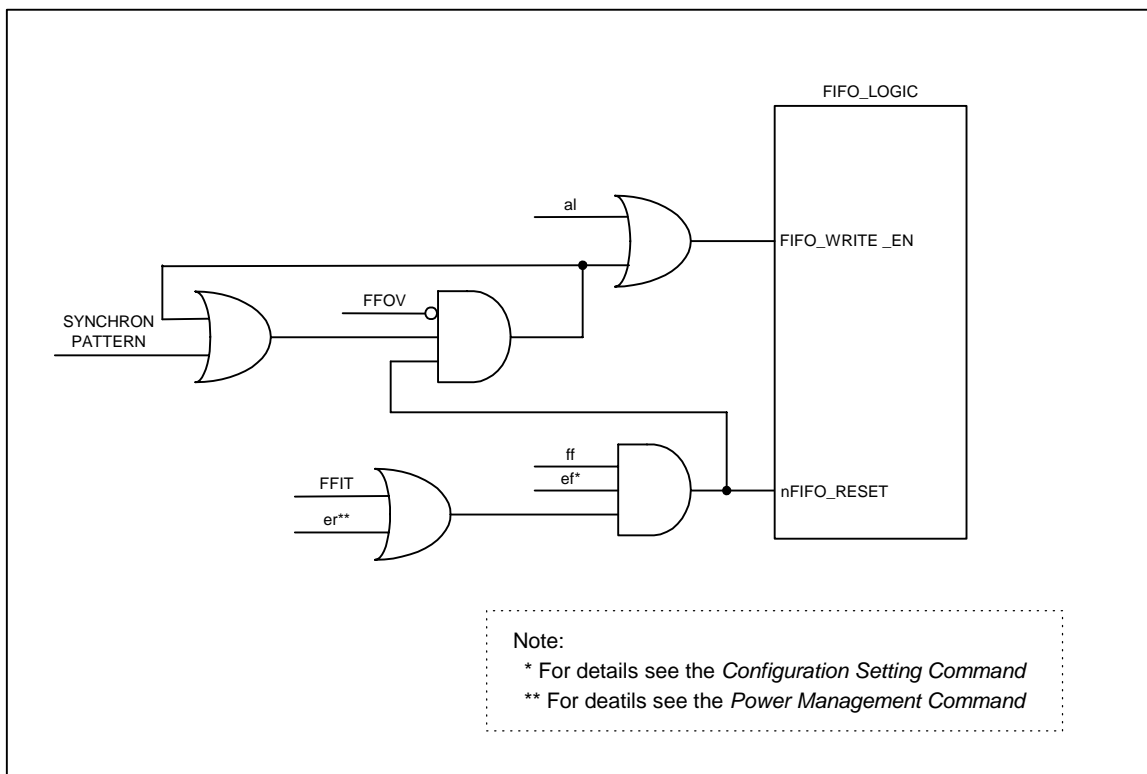 FIFO_LOGIC
al
FIFO_WRITE _EN
FFOV
SYNCHRON
PATTERN
ff
FFIT
ef*
nFIFO_RESET
er**
Note:
* For details see the Configuration Setting Command
** For deatils see the Power Management Command